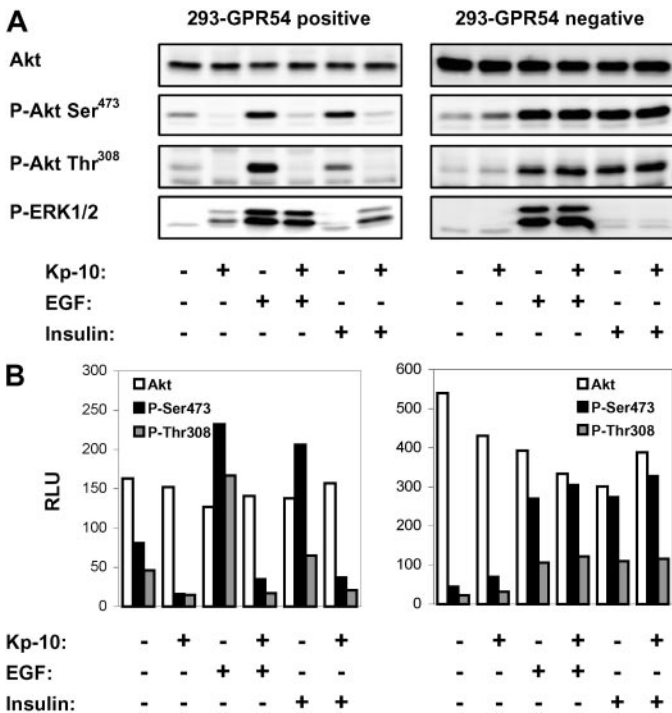 A
293-GPR54 positive
293-GPR54 negative
Akt
P-Akt Ser473
P-Akt Thr308
P-ERK1/2
Kp-10: - + - + - + - + - + - +
EGF: - - + + - - - - + + - -
Insulin: - - - - + + - - - - + +
B
300
250
200
150
100
50
0
RLU
Akt
P-Ser473
P-Thr308
600
500
400
300
200
100
0
Akt
P-Ser473
P-Thr308
Kp-10: - + - + - + - + - + - +
EGF: - - + + - - - - + + - -
Insulin: - - - - + + - - - - + +